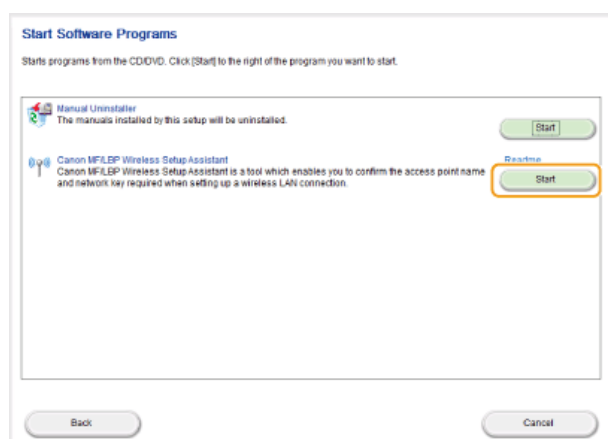 Start Software Programs
Starts programs from the CD/DVD. Click [Start] to the right of the program you want to start.
Manual Uninstaller
The manuals installed by this setup will be uninstalled.
Start
Canon MF/LBP Wireless Setup Assistant
Readme
Canon MF/LBP Wireless Setup Assistant is a tool which enables you to confirm the access point name
and network key required when setting up a wireless LAN connection.
Start
Back
Cancel